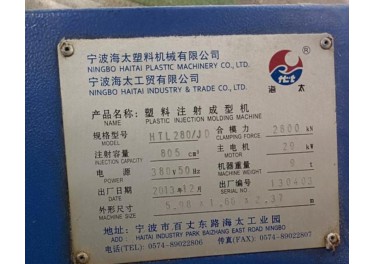 宁波海太塑料机械有限公司
NINGBO HAITAI PLASTIC MACHINERY CO., LTD.
宁波海太工贸有限公司
NINGBO HAITAI INDUSTRY & TRADE CO., LTD.
海太
产品名称: 塑料注射成型机
NAME PLASTIC INJECTION MOLDING MACHINE
规格型号 HTL280/JD 合模力 2800 kN
MODEL CLAMPING FORCE
注射容量 805 cm³ 主电机 20 kW
INJECTION CAPACITY MOTOR
电源 380V50Hz 机器重量 t
POWER MACHINE WEIGHT
出厂日期 2013年12月 出厂编号 130402
DATE SERIAL NO.
外形尺寸 m
MACHINE SIZE
地址: 宁波市百丈东路海太工业园
ADD: HAITAI INDUSTRY PARK BAIZHANG EAST ROAD NINGBO
电话(TEL): 0574-89022806 传真(FAX): 0574-89022807